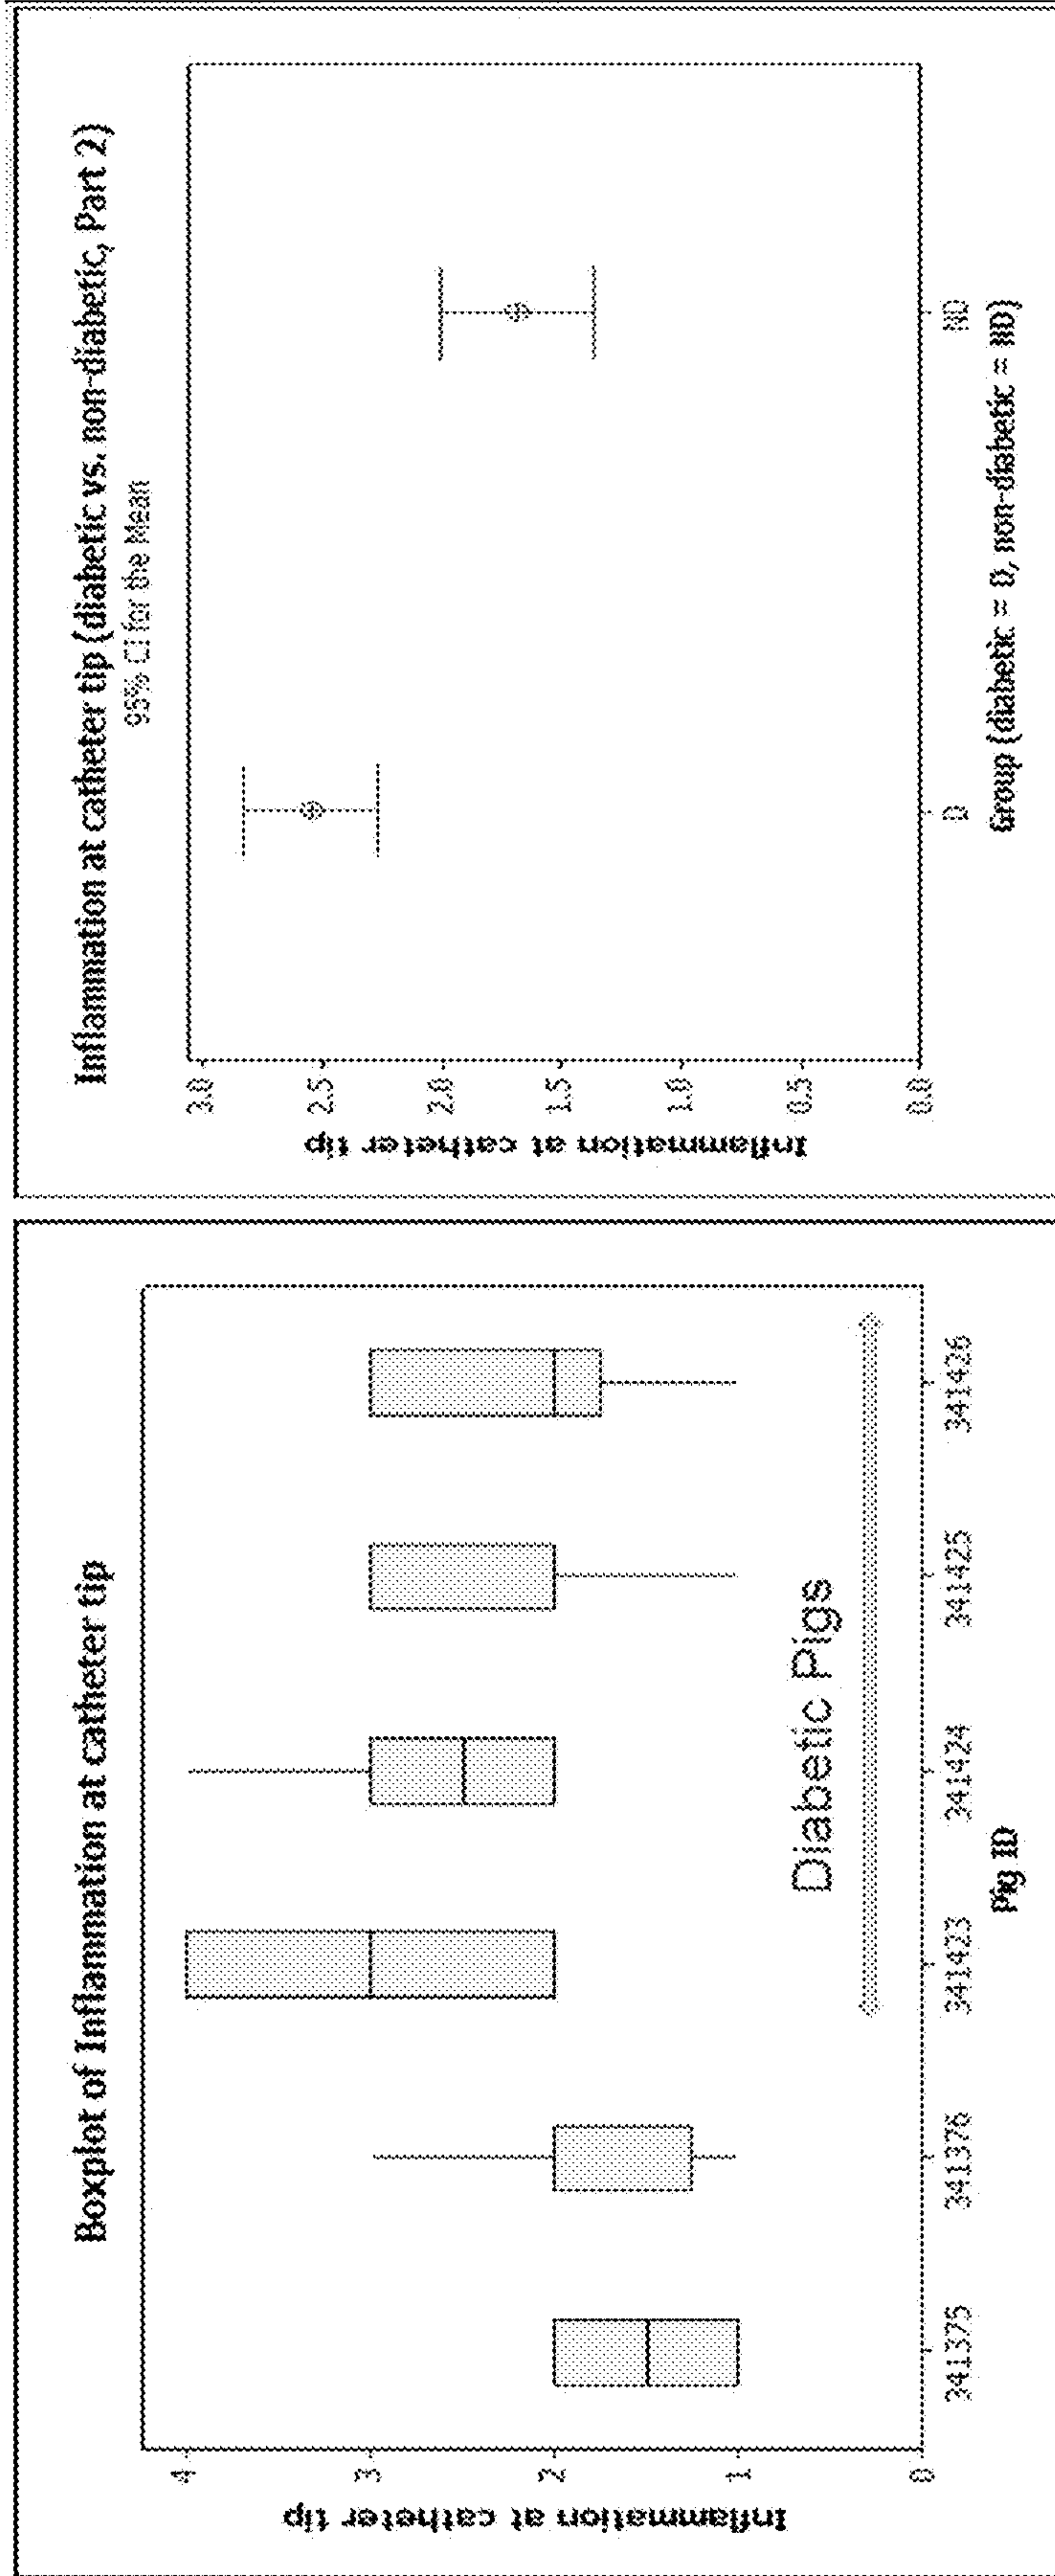 Boxplot of Inflammation at catheter tip
Inflammation at catheter tip
4
3
2
1
0
Diabetic Pigs
341375
341376
341423
341424
341425
341426
Pig ID
Inflammation at catheter tip (diabetic vs. non-diabetic, Part 2)
95% CI for the Mean
Inflammation at catheter tip
3.0
2.5
2.0
1.5
1.0
0.5
0.0
D
ND
Group (diabetic = D, non-diabetic = ND)